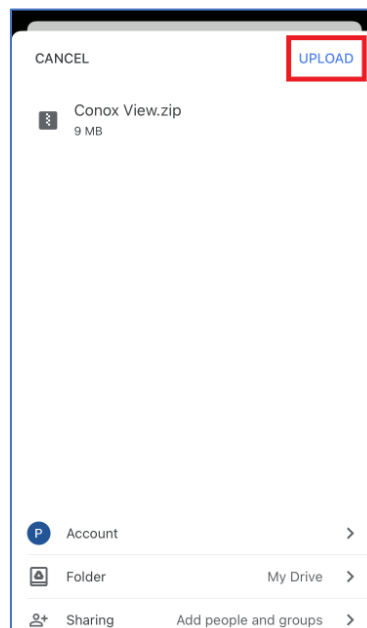 CANCEL UPLOAD
Conox View.zip
9 MB
P Account
Folder My Drive
Sharing Add people and groups